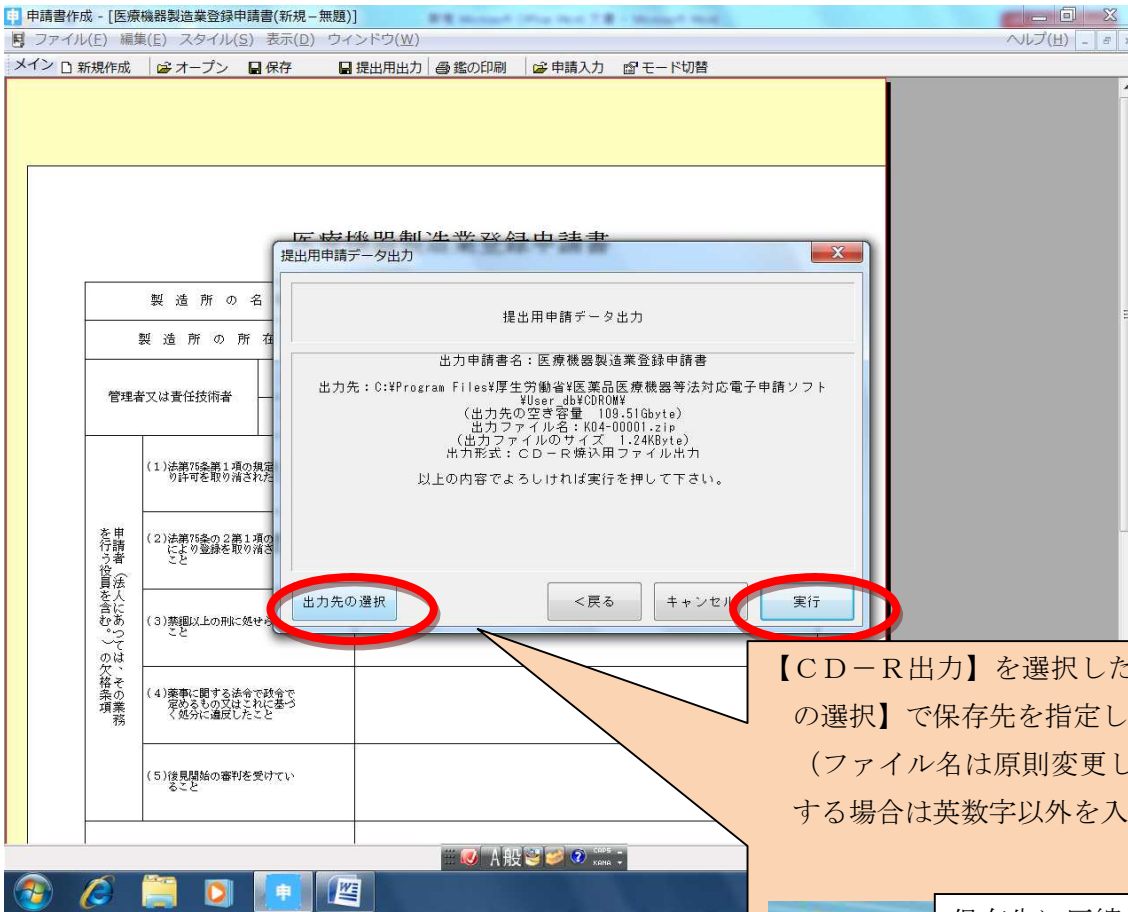 申請書作成 - [医療機器製造業登録申請書(新規－無題)]
ファイル(F) 編集(E) スタイル(S) 表示(D) ウィンドウ(W) ヘルプ(H)
メイン 新規作成 オープン 保存 提出用出力 鑑の印刷 申請入力 モード切替
医療機器製造業登録申請書
製造所の名
製造所の所在
管理者又は責任技術者
(1)法第75条第1項の規定
り許可を取り消された
(2)法第75条の2第1項の
により登録を取り消さ
こと
(3)禁錮以上の刑に処せら
こと
(4)薬事に関する法令で政令で
定めるもの又はこれに基づ
く処分に違反したこと
(5)後見開始の審判を受けてい
ること
申請者（法人にあつては、その業務
を行う役員を含む。）の欠格条項
提出用申請データ出力
提出用申請データ出力
出力申請書名：医療機器製造業登録申請書
出力先：C:¥Program Files¥厚生労働省¥医薬品医療機器等法対応電子申請ソフト
¥User_db¥CDROM¥
(出力先の空き容量 109.51Gbyte)
出力ファイル名：K04-00001.zip
(出力ファイルのサイズ 1.24KByte)
出力形式：ＣＤ－Ｒ焼込用ファイル出力
以上の内容でよろしければ実行を押して下さい。
出力先の選択 <戻る キャンセル 実行
【ＣＤ－Ｒ出力】を選択した
の選択】で保存先を指定し
（ファイル名は原則変更し
する場合は英数字以外を入
A 般 CAPS KANA
申